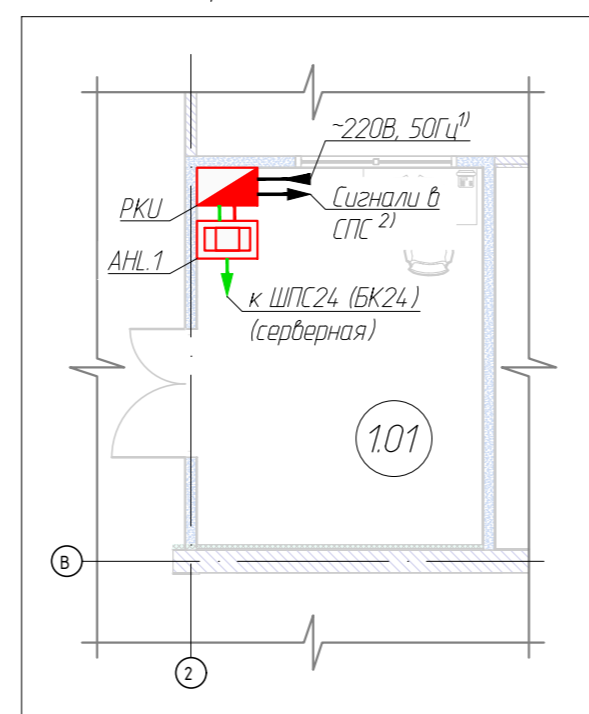 ~220В, 50Гц1)
Сигнали в
СПС 2)
PKU
AHL.1
к ШПС24 (БК24)
(серверная)
1.01
В
2